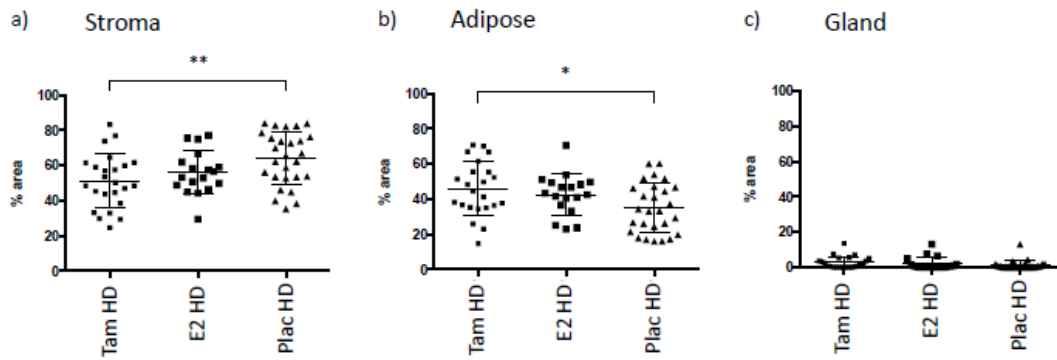 a) Stroma
**
% area
100
80
60
40
20
0
Tam HD
E2 HD
Plac HD
b) Adipose
*
% area
100
80
60
40
20
0
Tam HD
E2 HD
Plac HD
c) Gland
% area
100
80
60
40
20
0
Tam HD
E2 HD
Plac HD